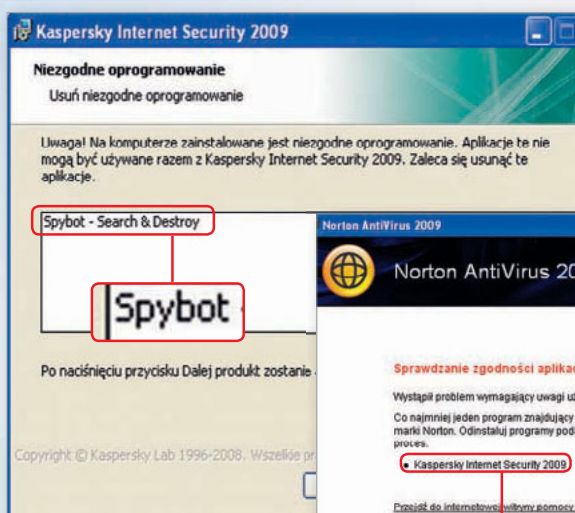 Kaspersky Internet Security 2009
Niezgodne oprogramowanie
Usuń niezgodne oprogramowanie
Uwaga! Na komputerze zainstalowane jest niezgodne oprogramowanie. Aplikacje te nie
mogą być używane razem z Kaspersky Internet Security 2009. Zaleca się usunąć te
aplikacje.
Spybot - Search & Destroy
Spybot
Po naciśnięciu przycisku Dalej produkt zostanie
Copyright © Kaspersky Lab 1996-2008. Wszelkie pr
Norton AntiVirus 2009
Norton AntiVirus 20
Sprawdzanie zgodności aplikac
Wystąpił problem wymagający uwagi uż
Co najmniej jeden program znajdujący
marki Norton. Odinstaluj programy poda
proces.
• Kaspersky Internet Security 2009
Przejdź do internetowej witryny pomocy